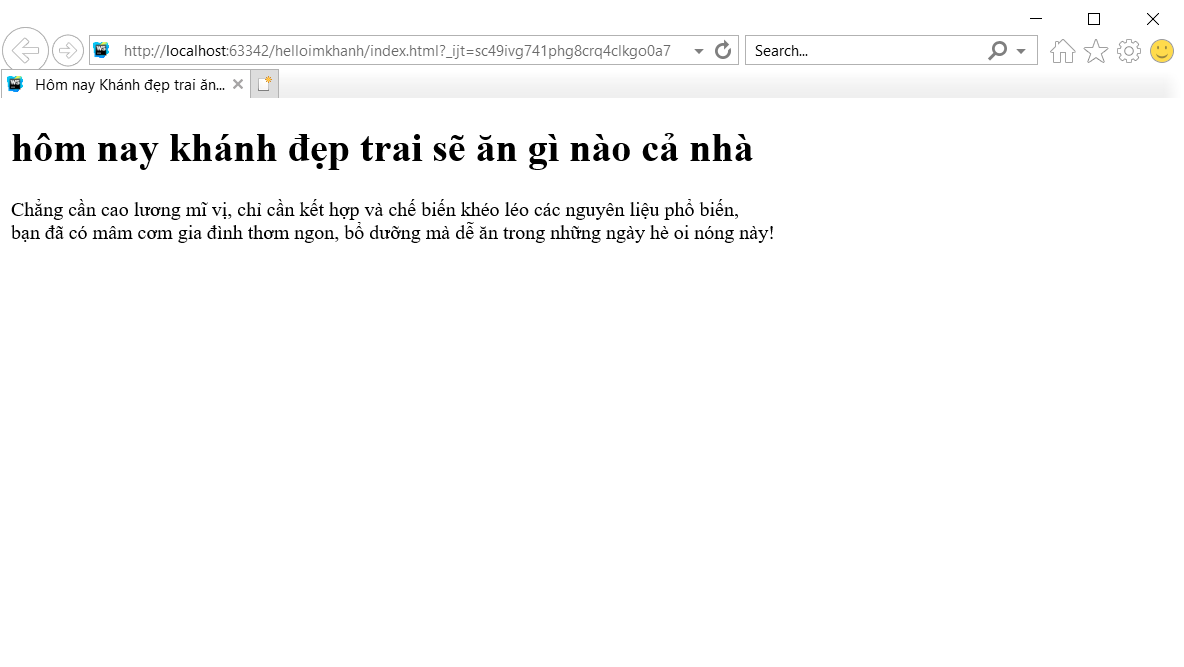 http://localhost:63342/helloimkhanh/index.html?_ijt=sc49ivg741phg8crq4clkgo0a7
Search...
Hôm nay Khánh đẹp trai ăn...
hôm nay khánh đẹp trai sẽ ăn gì nào cả nhà
Chẳng cần cao lương mĩ vị, chỉ cần kết hợp và chế biến khéo léo các nguyên liệu phổ biến,
bạn đã có mâm cơm gia đình thơm ngon, bổ dưỡng mà dễ ăn trong những ngày hè oi nóng này!